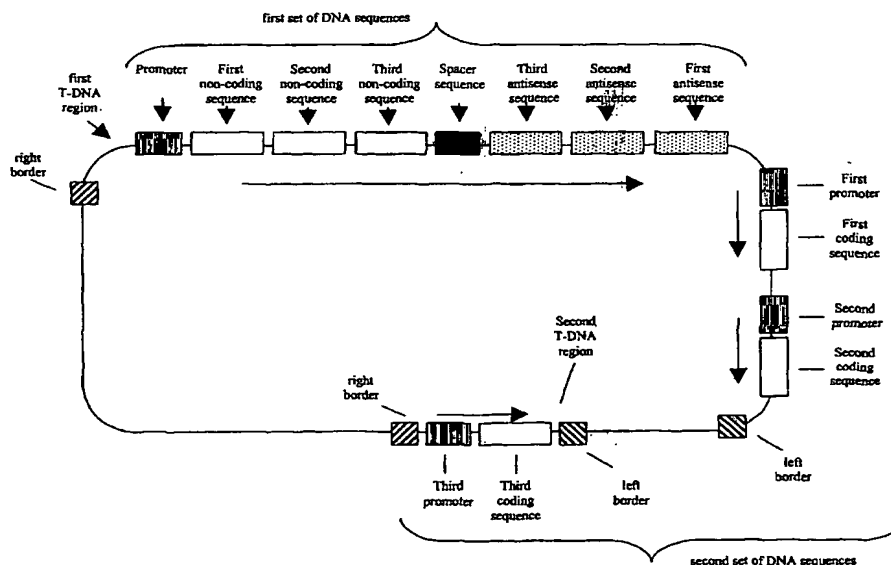 first set of DNA sequences
first
T-DNA
region
Promoter
First
non-coding
sequence
Second
non-coding
sequence
Third
non-coding
sequence
Spacer
sequence
Third
antisense
sequence
Second
antisense
sequence
First
antisense
sequence
right
border
First
promoter
First
coding
sequence
Second
promoter
Second
coding
sequence
Second
T-DNA
region
right
border
left
border
Third
promoter
Third
coding
sequence
left
border
second set of DNA sequences